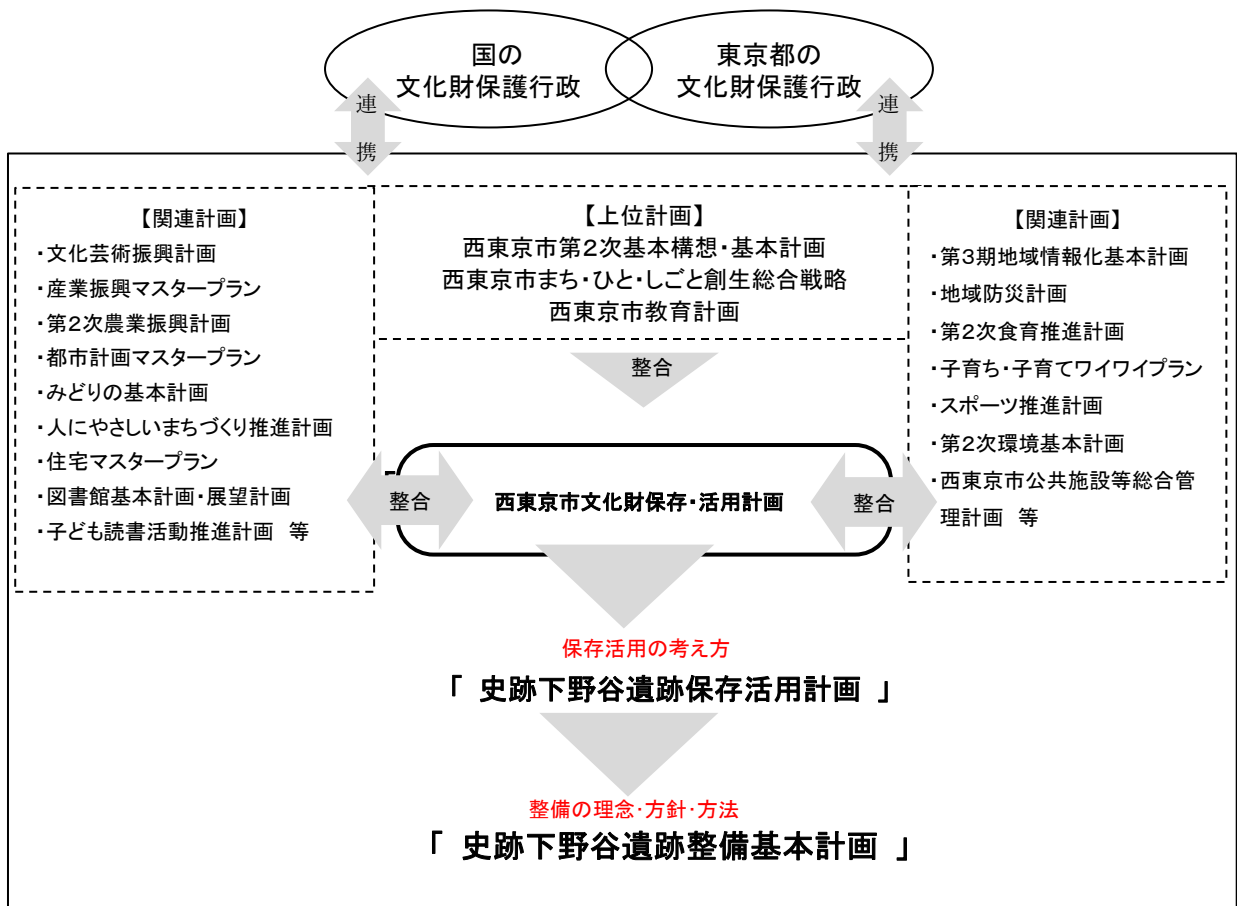 国の
文化財保護行政
東京都の
文化財保護行政
連
携
連
携
【関連計画】
・文化芸術振興計画
・産業振興マスタープラン
・第2次農業振興計画
・都市計画マスタープラン
・みどりの基本計画
・人にやさしいまちづくり推進計画
・住宅マスタープラン
・図書館基本計画・展望計画
・子ども読書活動推進計画 等
【上位計画】
西東京市第2次基本構想・基本計画
西東京市まち・ひと・しごと創生総合戦略
西東京市教育計画
整合
【関連計画】
・第3期地域情報化基本計画
・地域防災計画
・第2次食育推進計画
・子育ち・子育てワイワイプラン
・スポーツ推進計画
・第2次環境基本計画
・西東京市公共施設等総合管
理計画 等
整合
西東京市文化財保存・活用計画
整合
保存活用の考え方
「 史跡下野谷遺跡保存活用計画 」
整備の理念・方針・方法
「 史跡下野谷遺跡整備基本計画 」